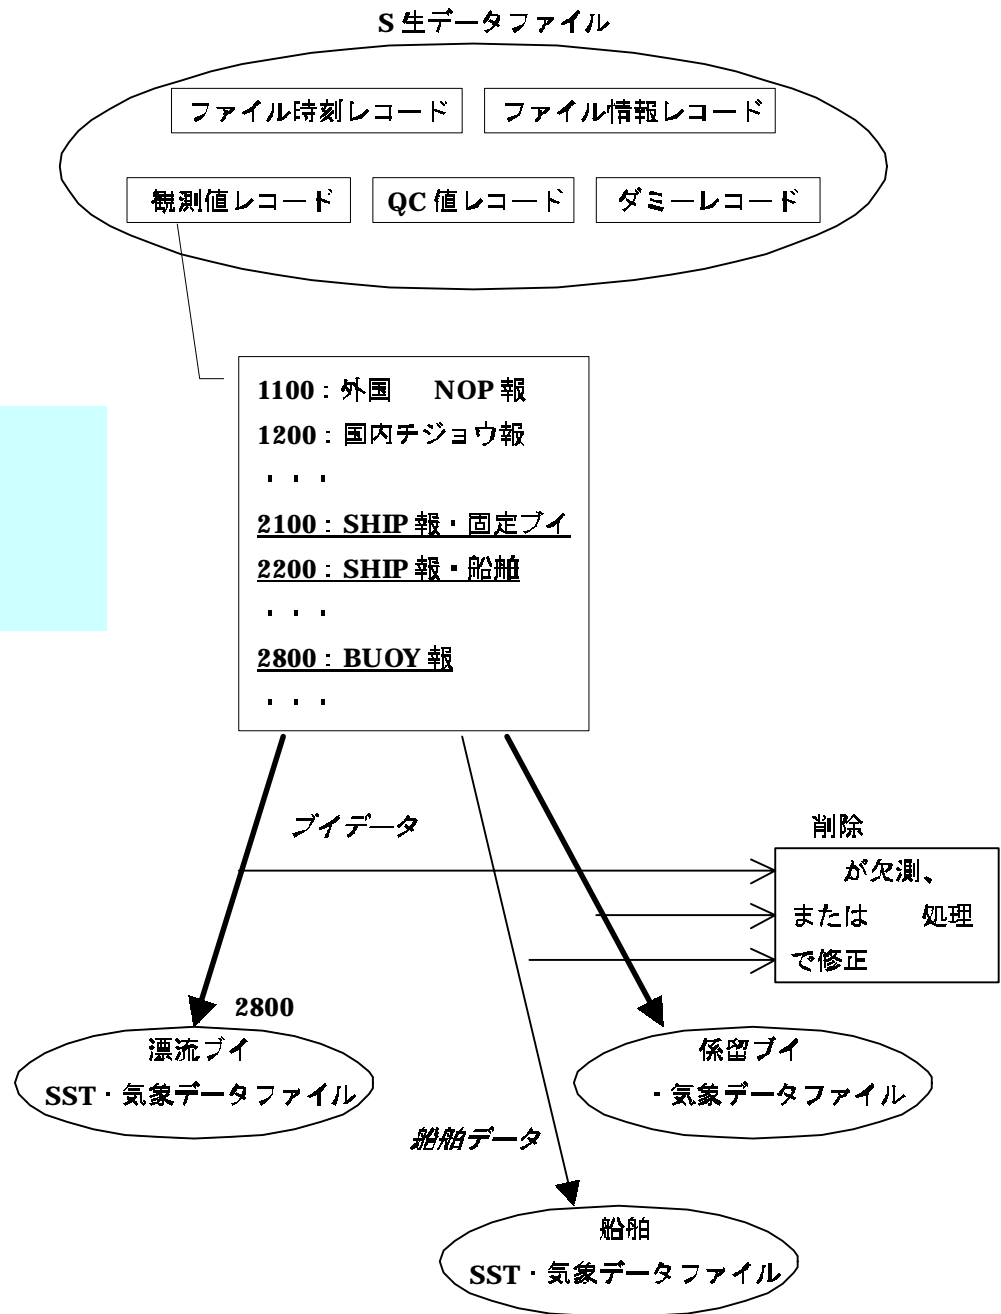 S 生データファイル
ファイル時刻レコード
ファイル情報レコード
観測値レコード
QC 値レコード
ダミーレコード
1100 : 外国 NOP 報
1200 : 国内チジョウ報
・・・
2100 : SHIP 報・固定ブイ
2200 : SHIP 報・船舶
・・・
2800 : BUOY 報
・・・
ブイデータ
削除
が欠測、
または 処理
で修正
2800
漂流ブイ
SST・気象データファイル
係留ブイ
・気象データファイル
船舶データ
船舶
SST・気象データファイル